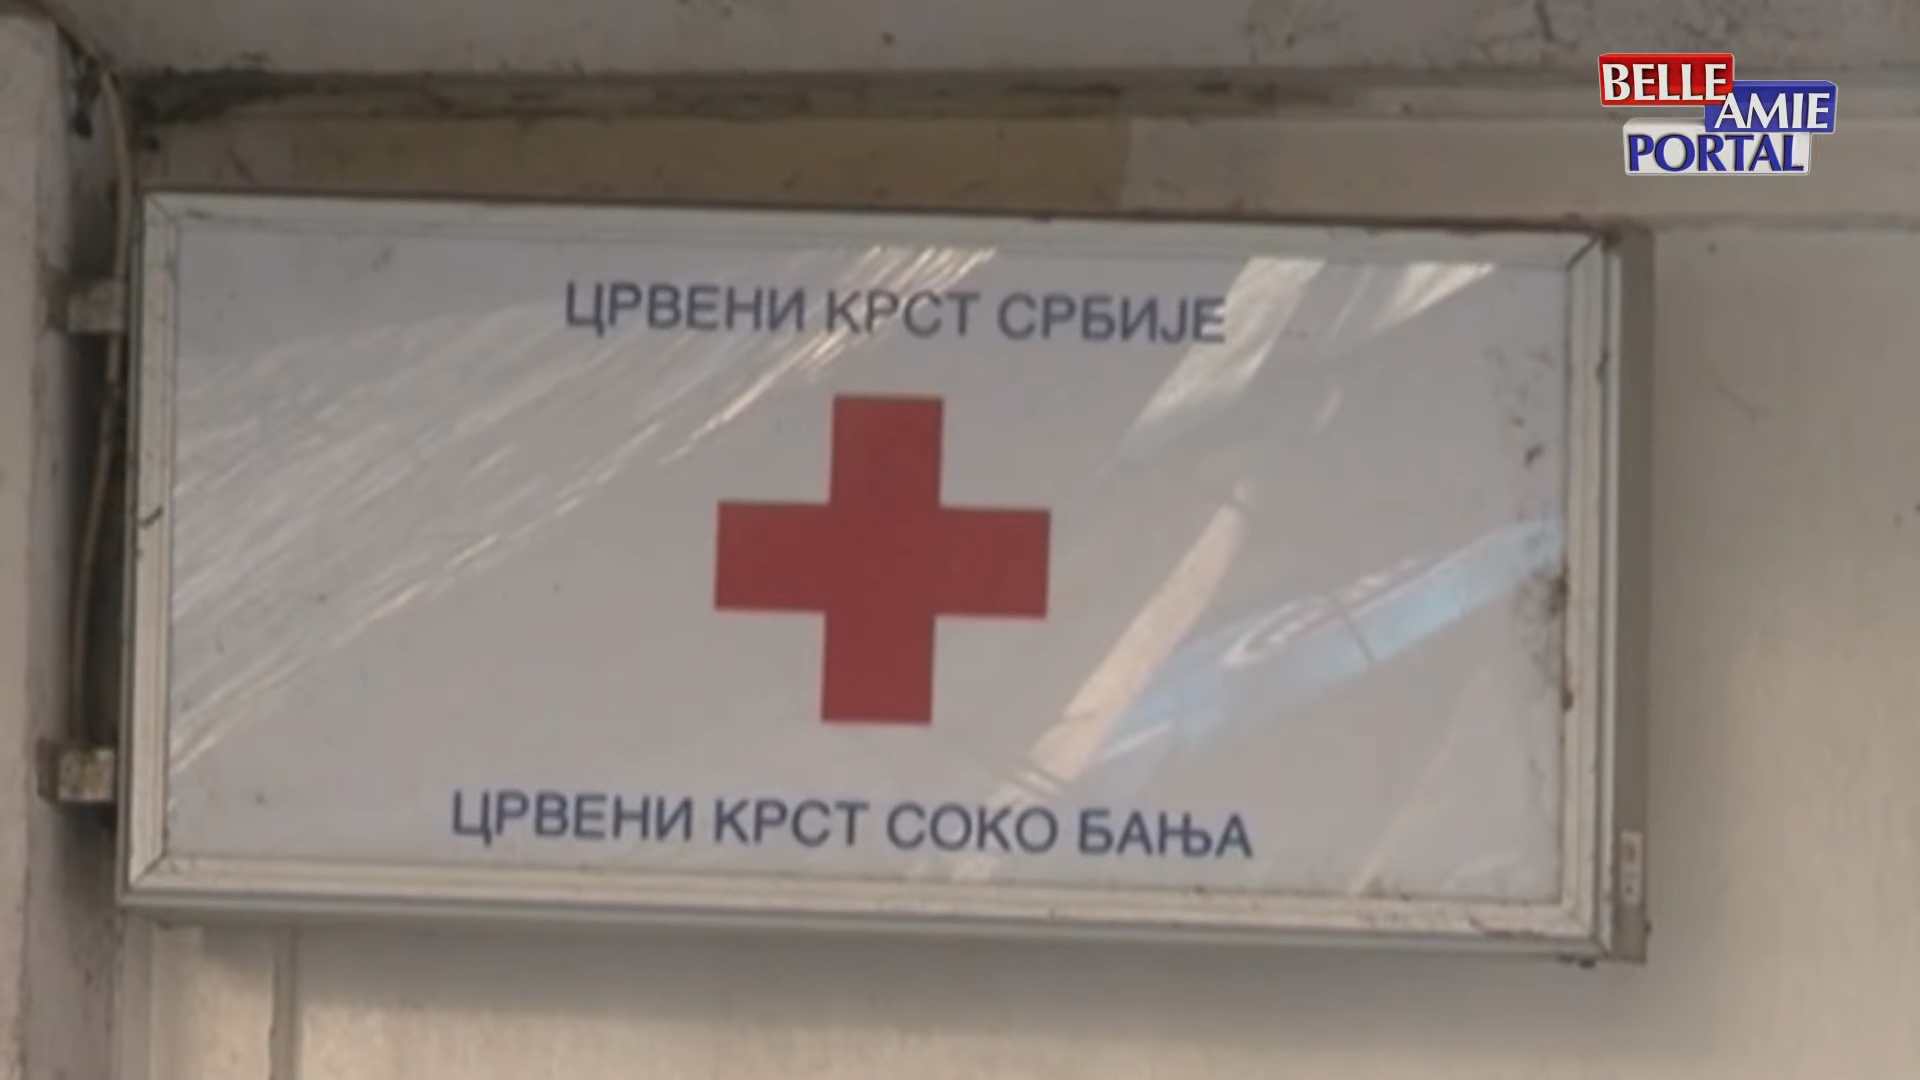 BELLE
AMIE
PORTAL
ЦРВЕНИ КРСТ СРБИЈЕ
ЦРВЕНИ КРСТ СОКО БАЊА